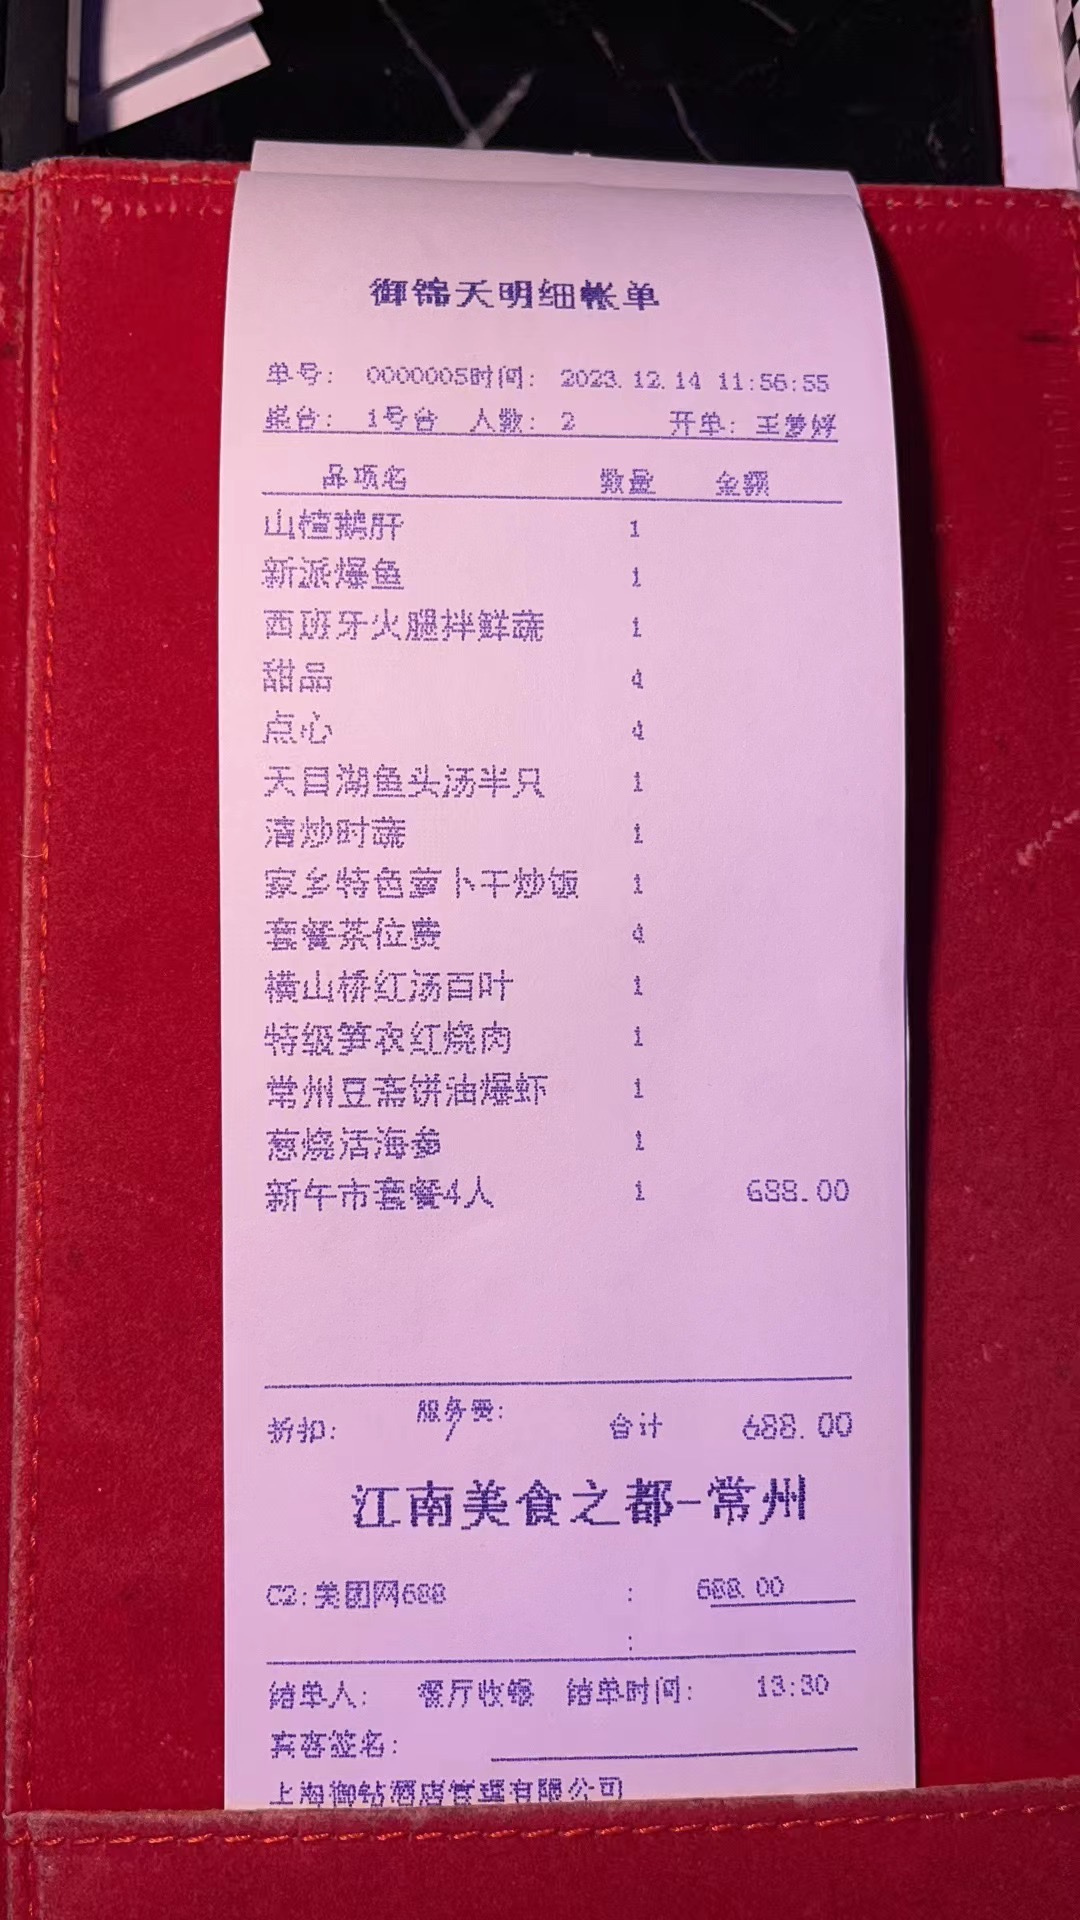 御锦天明细帐单
单号: 0000005时间: 2023.12.14 11:56:55
桌台: 1号台 人数: 2 开单: 王梦妤
品项名 数量 金额
山楂鹅肝 1
新派爆鱼 1
西班牙火腿拌鲜蔬 1
甜品 4
点心 4
天目湖鱼头汤半只 1
清炒时蔬 1
家乡特色萝卜干炒饭 1
套餐茶位费 4
横山桥红汤百叶 1
特级笋衣红烧肉 1
常州豆斋饼油爆虾 1
葱烧活海参 1
新午市套餐4人 1 688.00
折扣: 服务费: / 合计 688.00
江南美食之都-常州
C2:美团网688 : 688.00
:
结单人: 餐厅收银 结单时间: 13:30
宾客签名:
上海御钻酒店管理有限公司